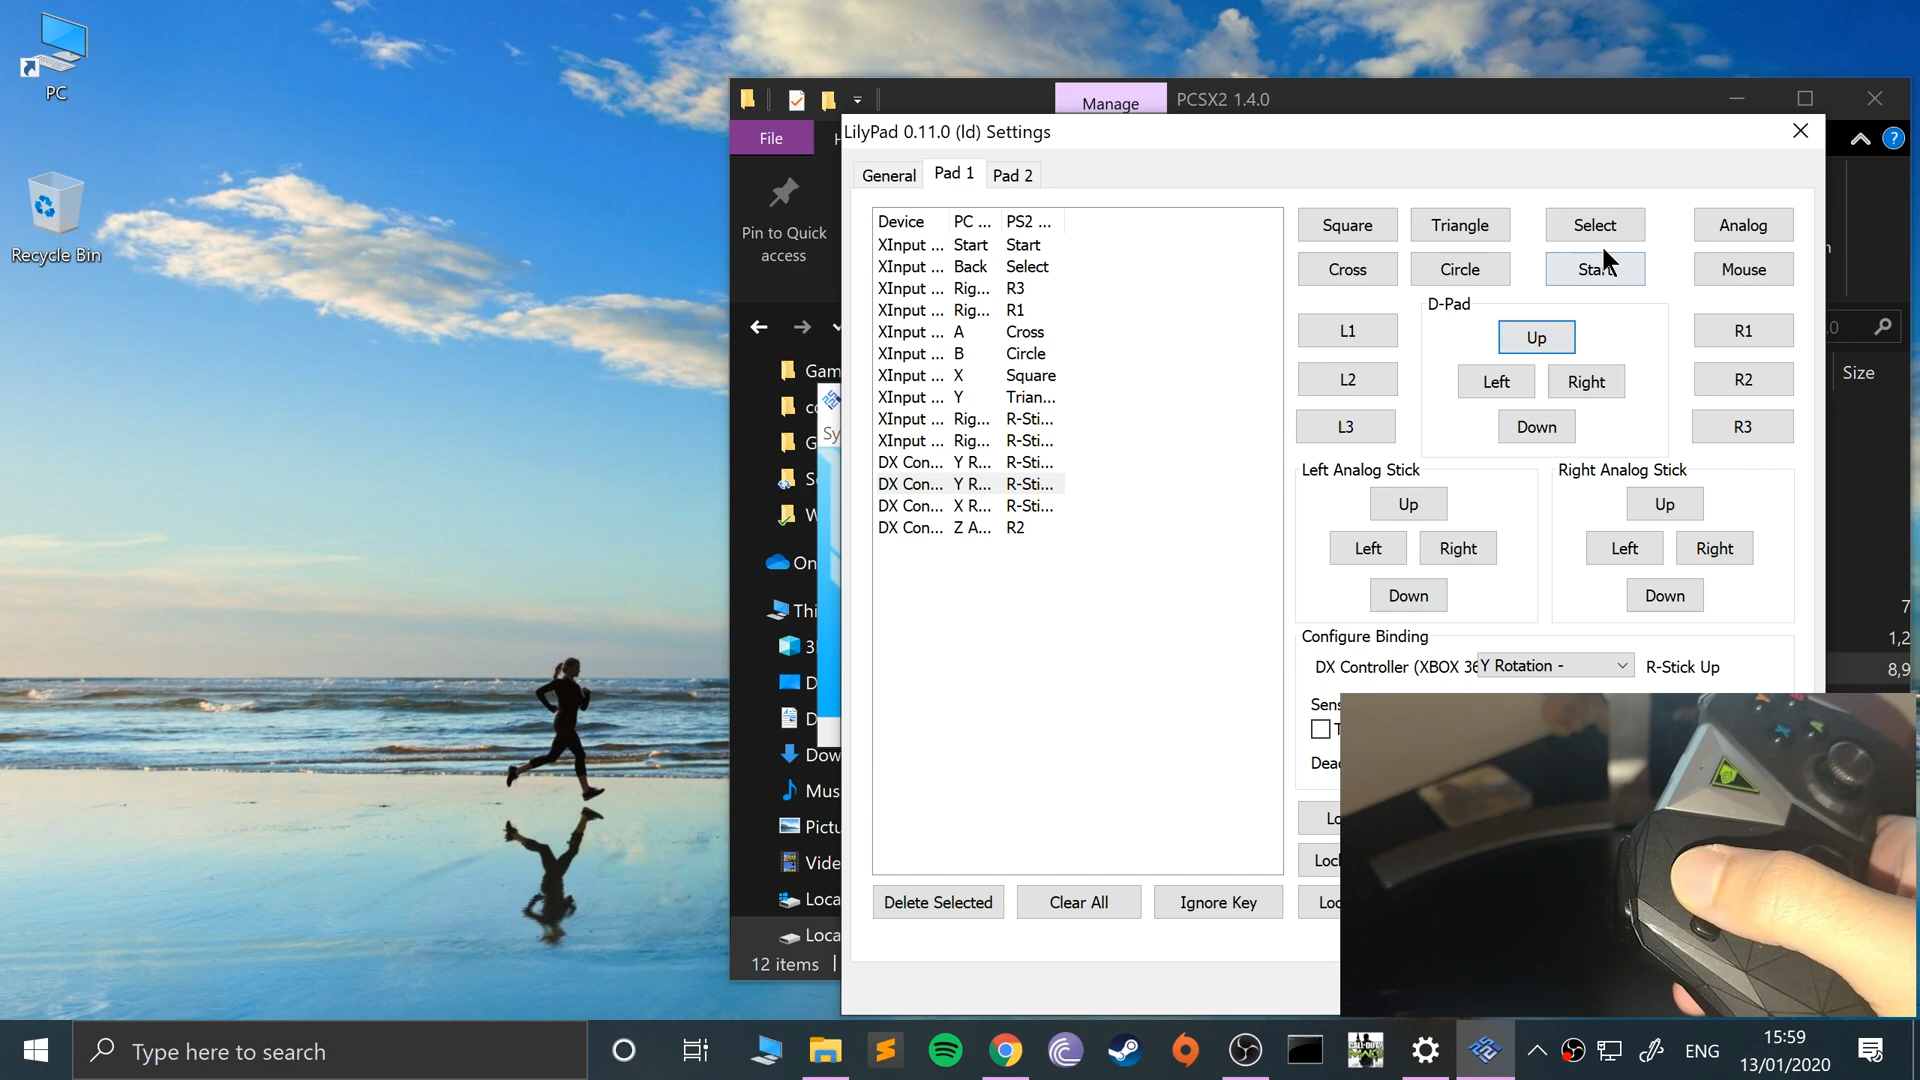 PC
Recycle Bin
Manage
PCSX2 1.4.0
File
LilyPad 0.11.0 (ld) Settings
Pin to Quick
access
General
Pad 1
Pad 2
Device PC ... PS2 ...
XInput ... Start Start
XInput ... Back Select
XInput ... Rig... R3
XInput ... Rig... R1
XInput ... A Cross
XInput ... B Circle
XInput ... X Square
XInput ... Y Trian...
XInput ... Rig... R-Sti...
XInput ... Rig... R-Sti...
DX Con... Y R... R-Sti...
DX Con... Y R... R-Sti...
DX Con... X R... R-Sti...
DX Con... Z A... R2
Square Triangle Select Analog
Cross Circle Start Mouse
D-Pad
L1 Up R1
L2 Left Right R2
L3 Down R3
Left Analog Stick
Up
Left Right
Down
Right Analog Stick
Up
Left Right
Down
Configure Binding
DX Controller (XBOX 36 Y Rotation - R-Stick Up
Delete Selected Clear All Ignore Key
Size
7
1,2
8,9
12 items
Type here to search
ENG
15:59
13/01/2020